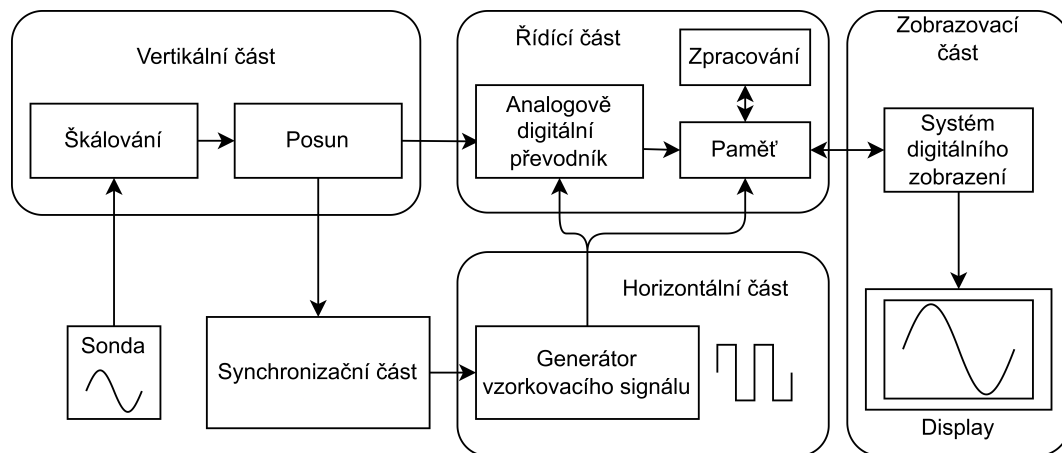 Vertikální část
Škálování
Posun
Řídící část
Analogově
digitální
převodník
Zpracování
Paměť
Zobrazovací
část
Systém
digitálního
zobrazení
Sonda
Synchronizační část
Horizontální část
Generátor
vzorkovacího signálu
Display